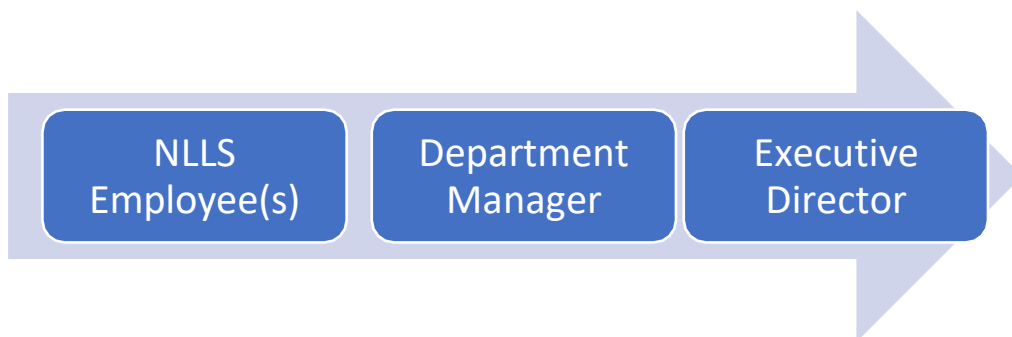 NLLS
Employee(s)
Department
Manager
Executive
Director